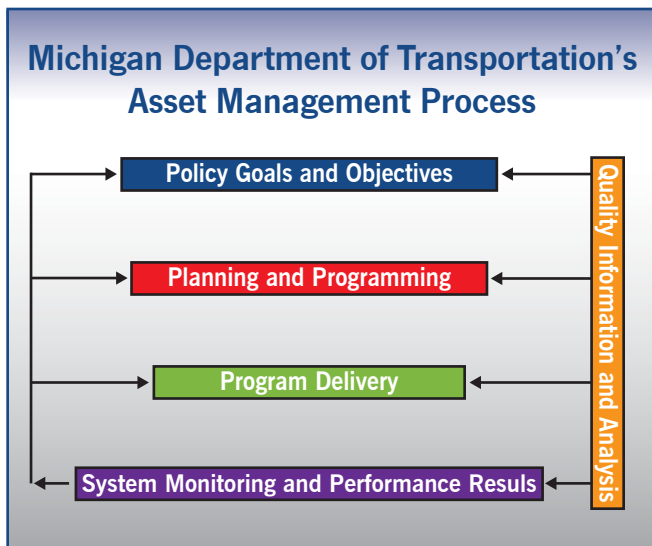 Michigan Department of Transportation's
Asset Management Process
Policy Goals and Objectives
Planning and Programming
Program Delivery
System Monitoring and Performance Resuls
Quality Information and Analysis